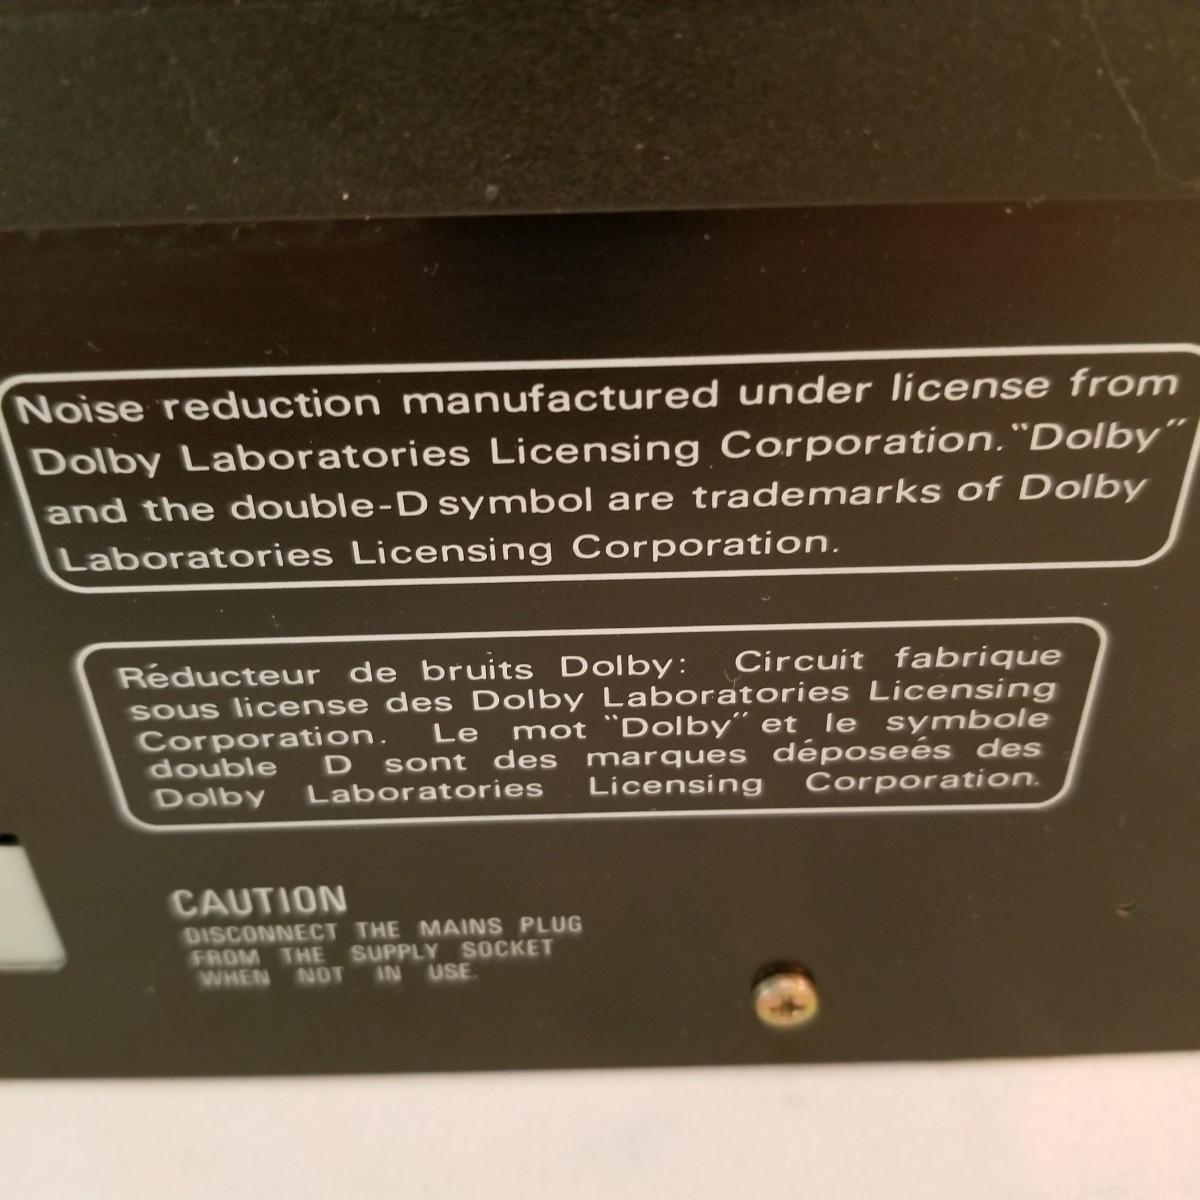 Noise reduction manufactured under license from
Dolby Laboratories Licensing Corporation. "Dolby"
and the double-D symbol are trademarks of Dolby
Laboratories Licensing Corporation.
Réducteur de bruits Dolby: Circuit fabrique
sous license des Dolby Laboratories Licensing
Corporation. Le mot "Dolby" et le symbole
double D sont des marques déposeés des
Dolby Laboratories Licensing Corporation.
CAUTION
DISCONNECT THE MAINS PLUG
FROM THE SUPPLY SOCKET
WHEN NOT IN USE.